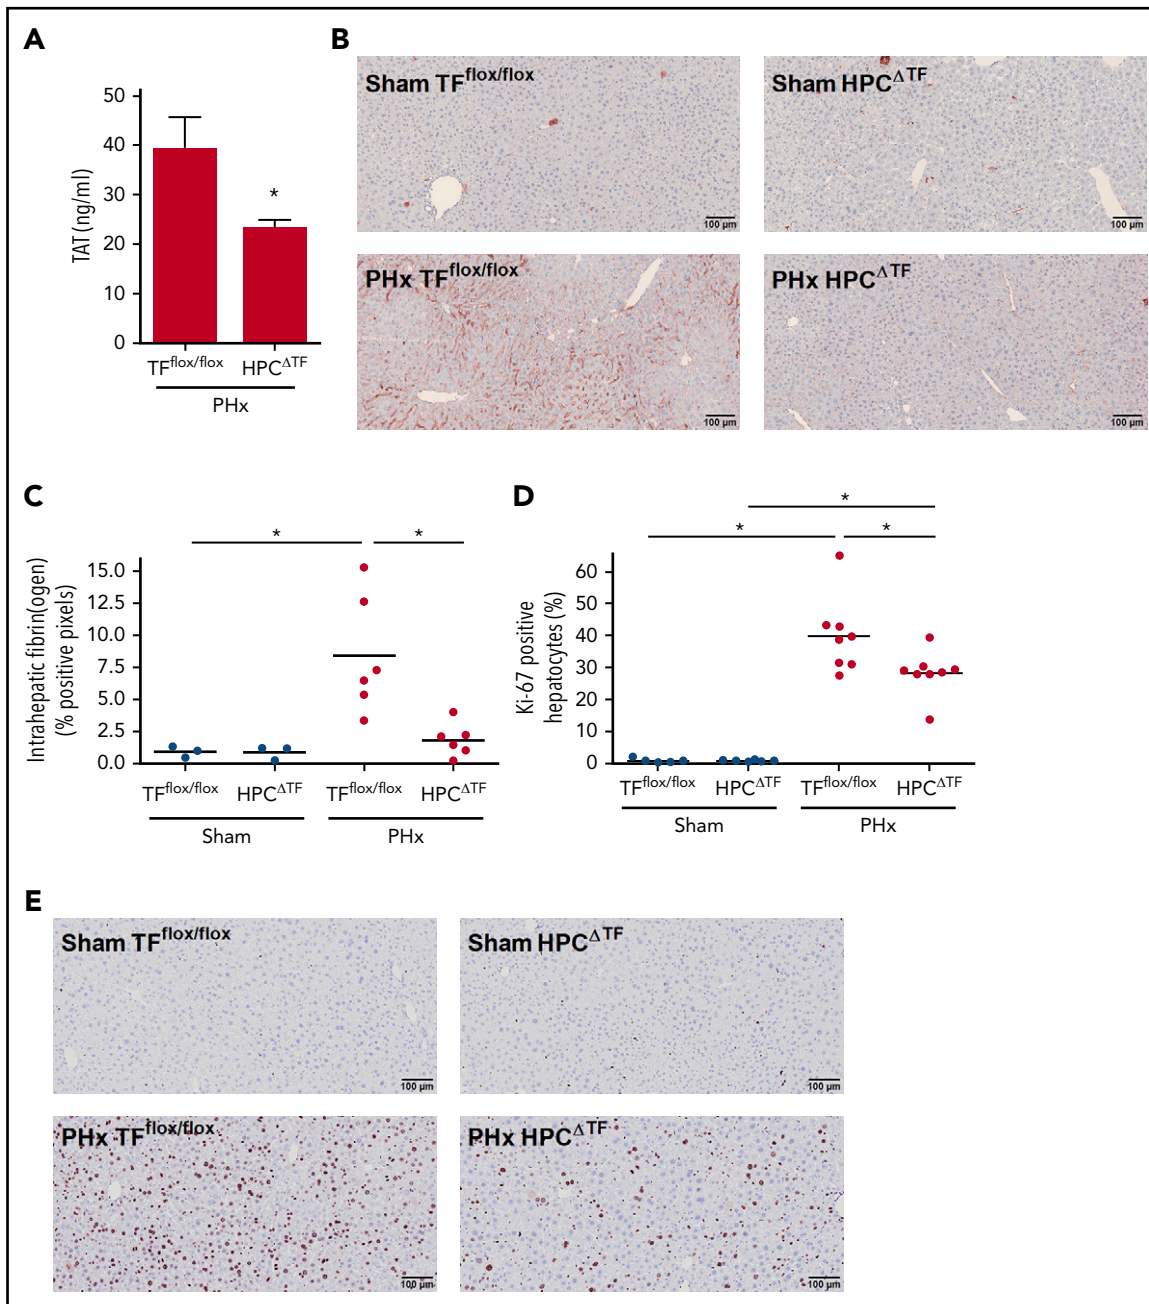 A
50
40
30
20
10
0
TAT (ng/ml)
*
TFflox/flox
HPCΔTF
PHx
B
Sham TFflox/flox
100 µm
Sham HPCΔTF
100 µm
PHx TFflox/flox
100 µm
PHx HPCΔTF
100 µm
C
* *
15.0
12.5
10.0
7.5
5.0
2.5
0.0
Intrahepatic fibrin(ogen)
(% positive pixels)
TFflox/flox HPCΔTF TFflox/flox HPCΔTF
Sham PHx
D
*
* *
60
50
40
30
20
10
0
Ki-67 positive
hepatocytes (%)
TFflox/flox HPCΔTF TFflox/flox HPCΔTF
Sham PHx
E
Sham TFflox/flox
100 µm
Sham HPCΔTF
100 µm
PHx TFflox/flox
100 µm
PHx HPCΔTF
100 µm